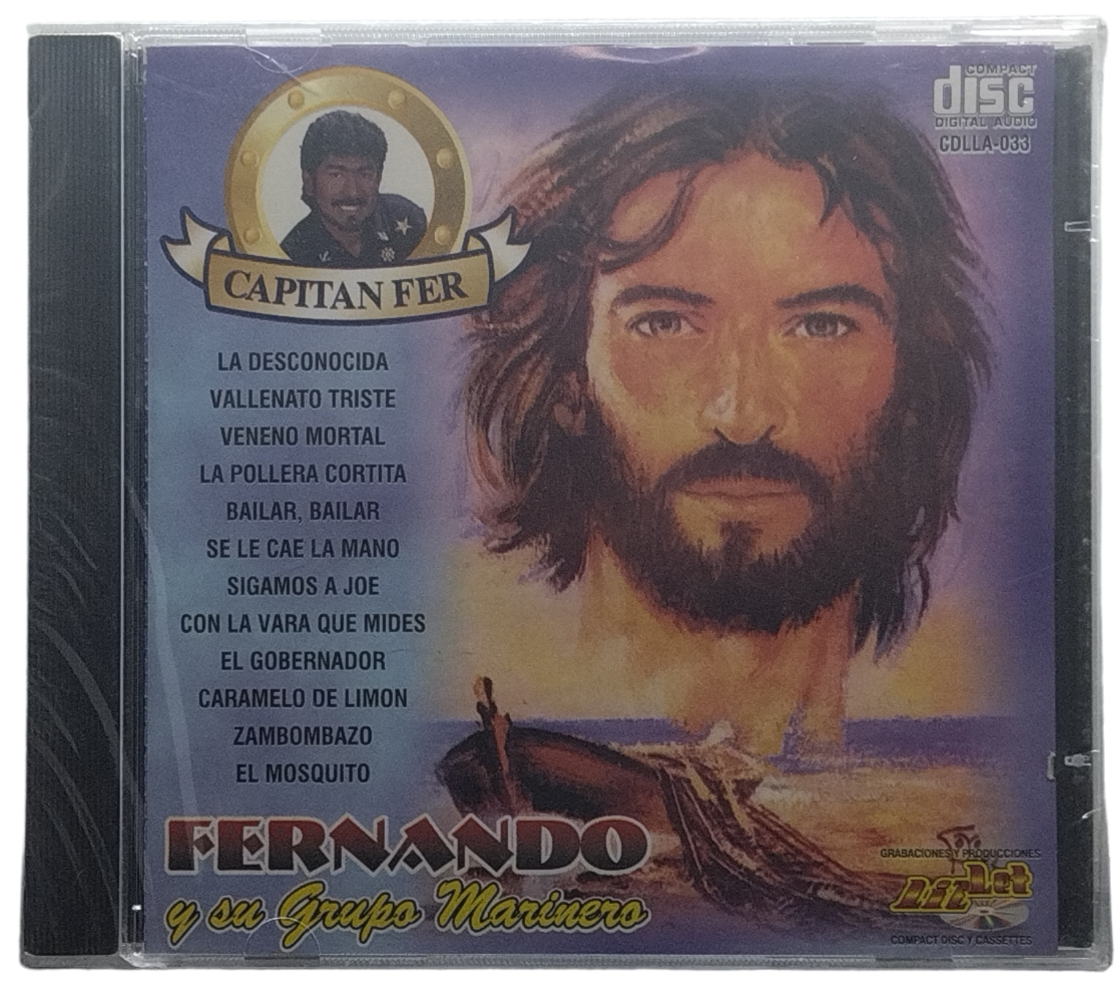 COMPACT
disc
DIGITAL AUDIO
CDLLA-033
CAPITAN FER
LA DESCONOCIDA
VALLENATO TRISTE
VENENO MORTAL
LA POLLERA CORTITA
BAILAR, BAILAR
SE LE CAE LA MANO
SIGAMOS A JOE
CON LA VARA QUE MIDES
EL GOBERNADOR
CARAMELO DE LIMON
ZAMBOMBAZO
EL MOSQUITO
FERNANDO
y su Grupo Marinero
GRABACIONES Y PRODUCCIONES
COMPACT DISC Y CASSETTES